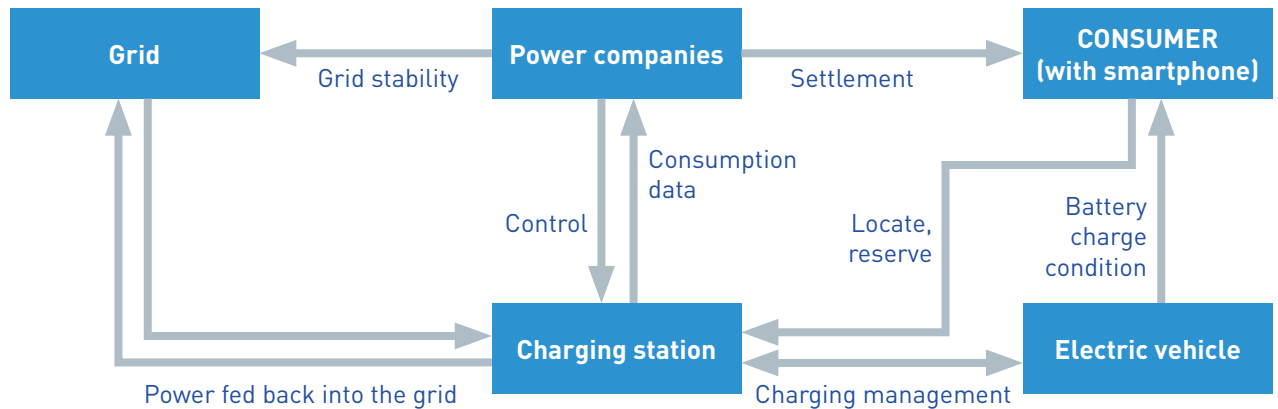 Grid
Power companies
CONSUMER
(with smartphone)
Grid stability
Settlement
Consumption
data
Control
Locate,
reserve
Battery
charge
condition
Charging station
Electric vehicle
Power fed back into the grid
Charging management